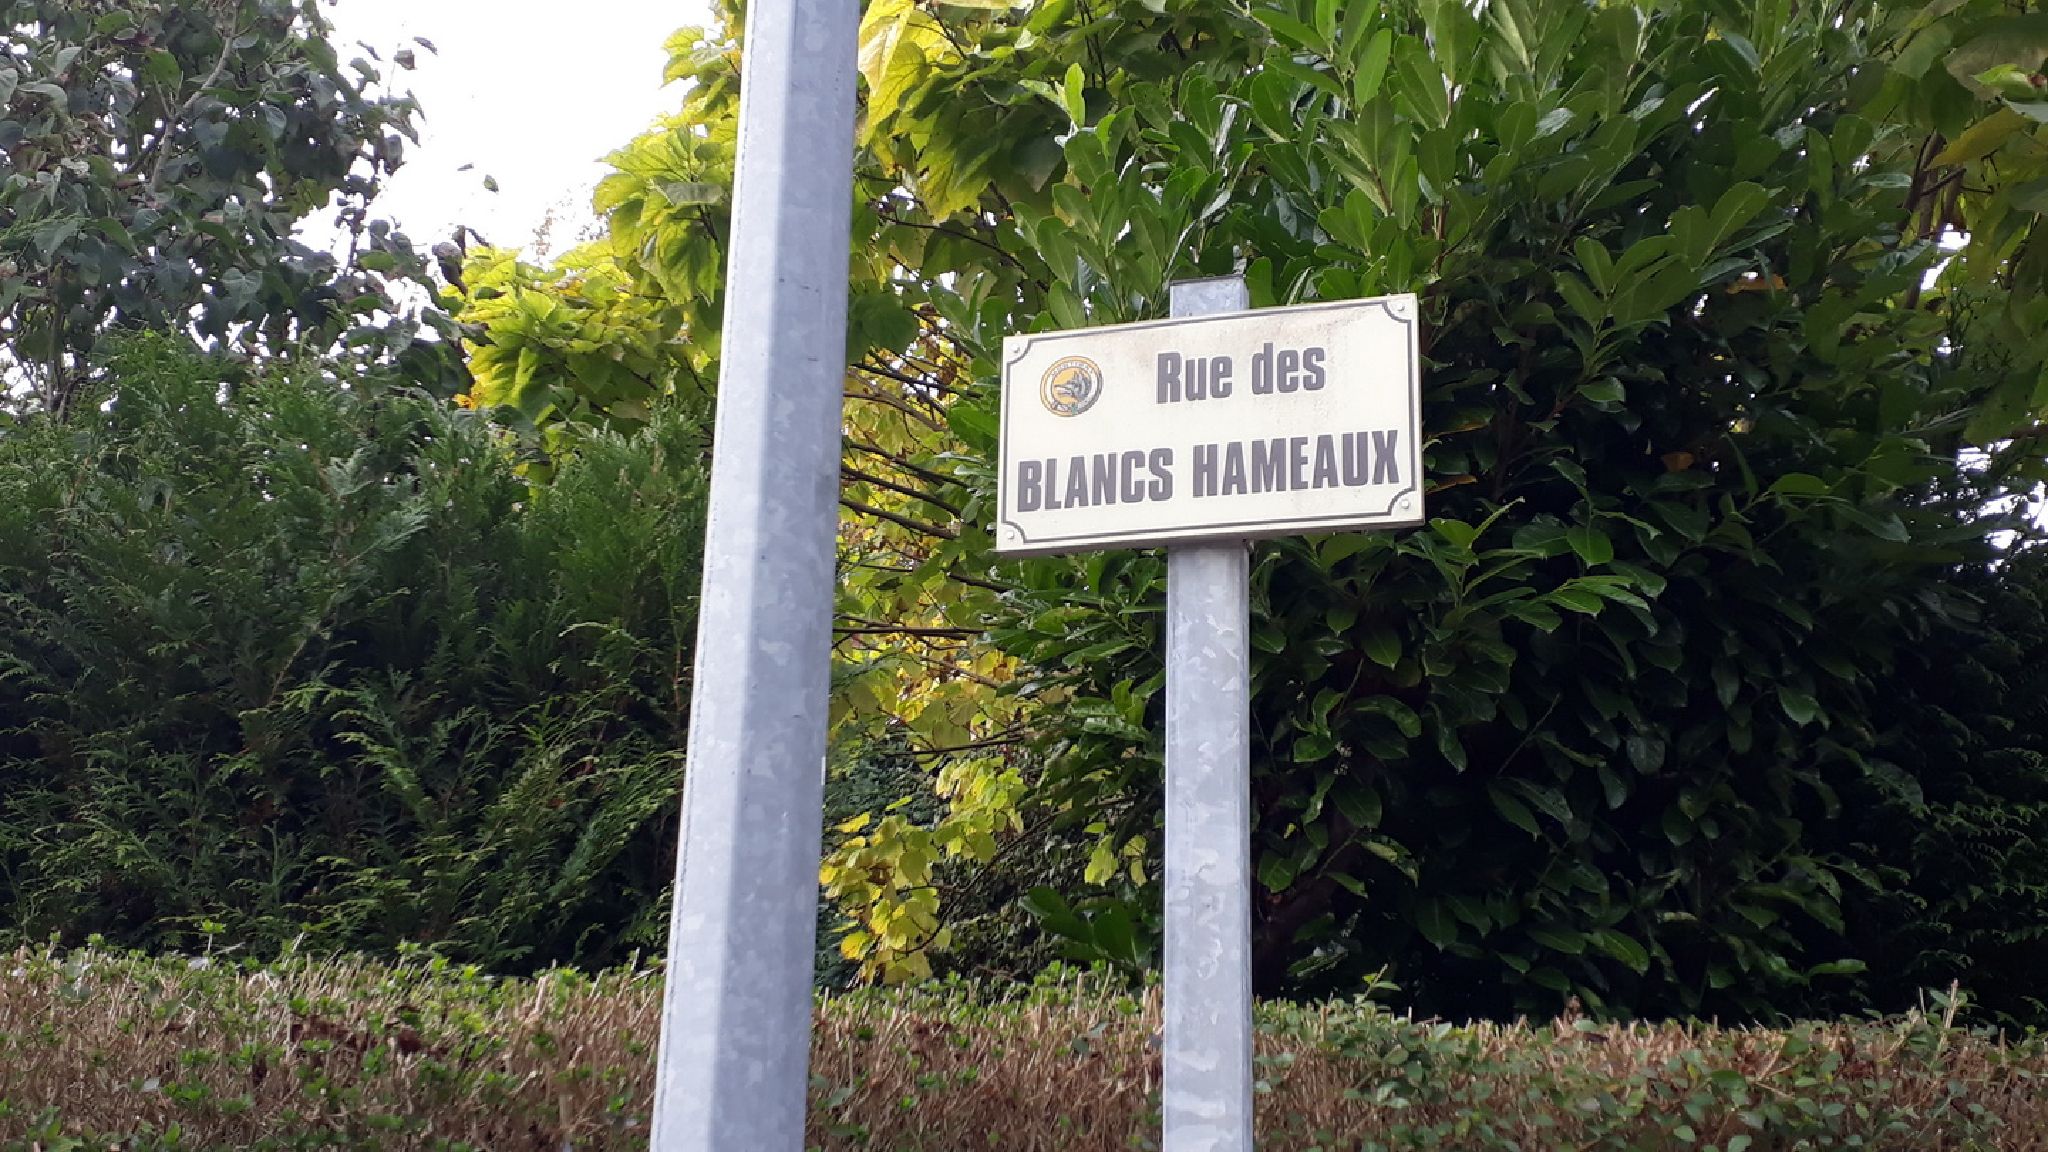 Rue des
BLANCS HAMEAUX